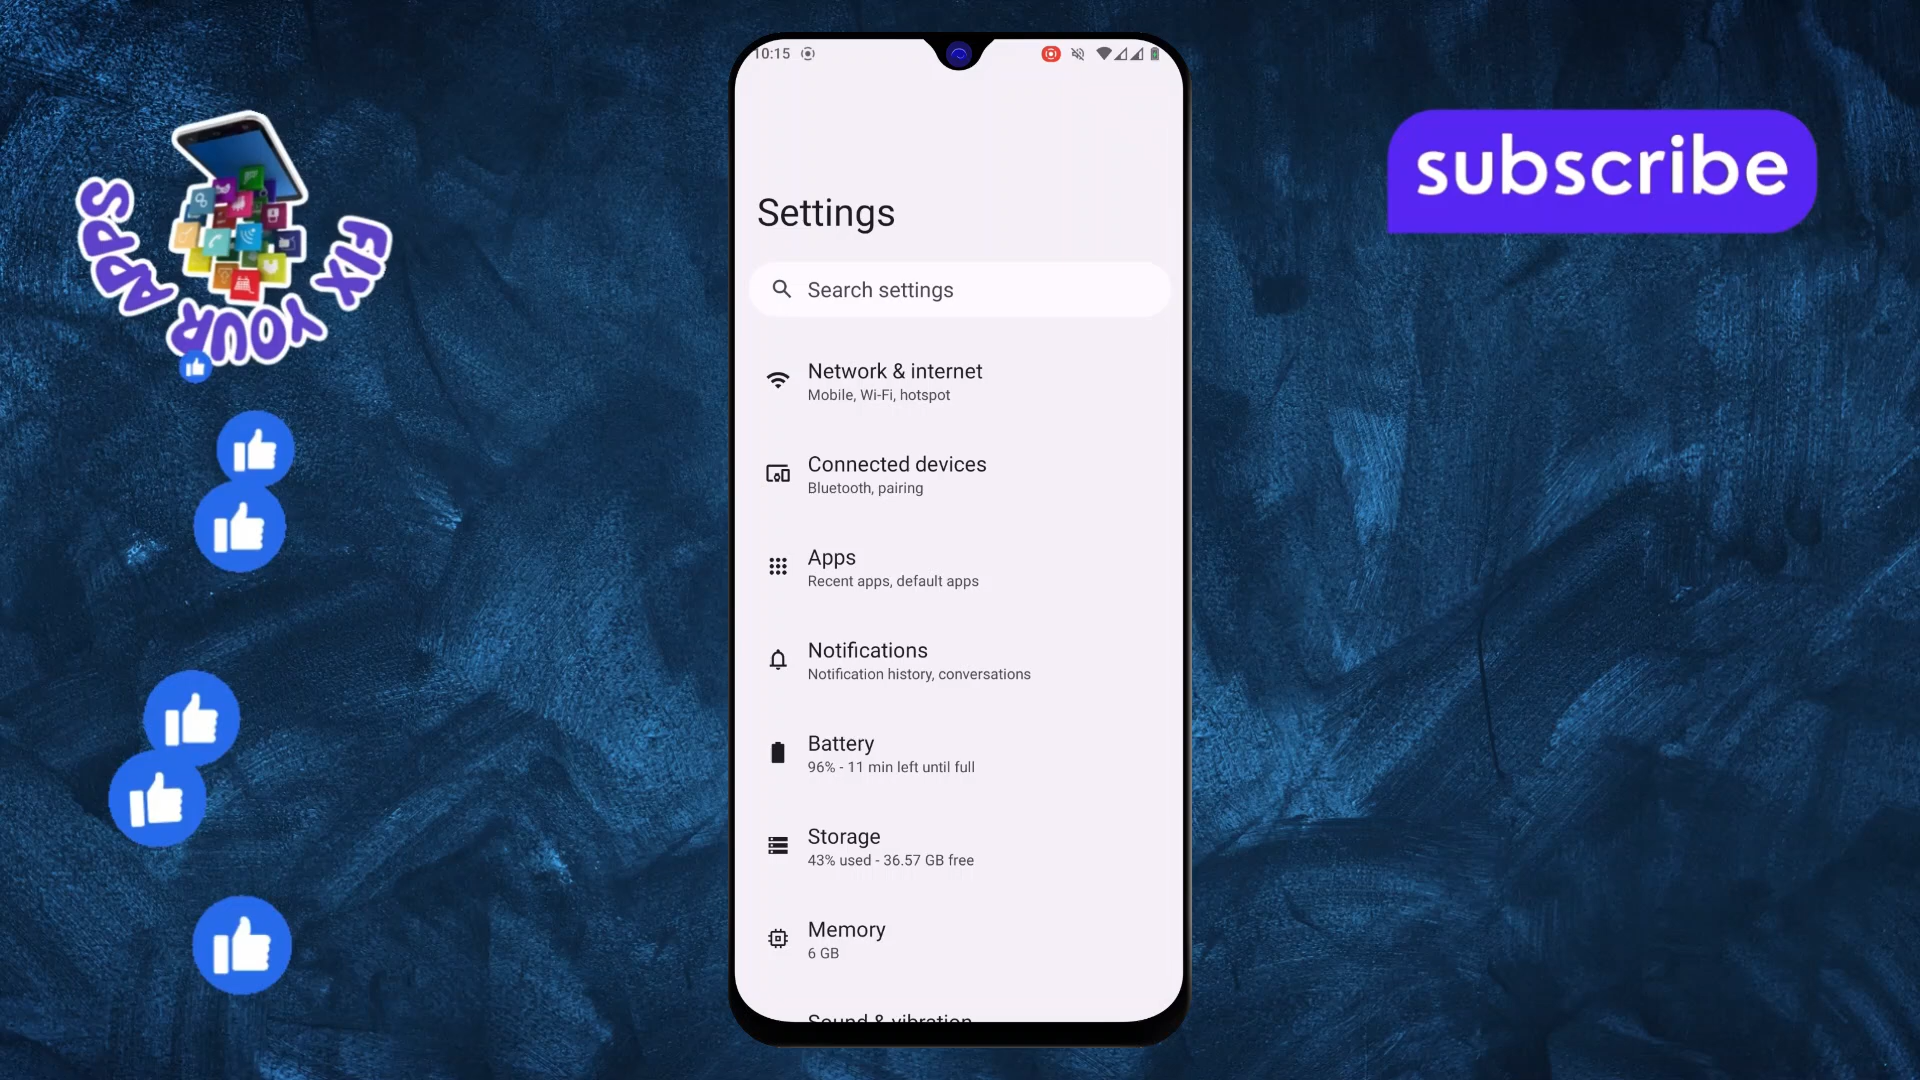 10:15
FIX YOUR APPS
subscribe
Settings
Search settings
Network & internet
Mobile, Wi-Fi, hotspot
Connected devices
Bluetooth, pairing
Apps
Recent apps, default apps
Notifications
Notification history, conversations
Battery
96% - 11 min left until full
Storage
43% used - 36.57 GB free
Memory
6 GB
Sound & vibration